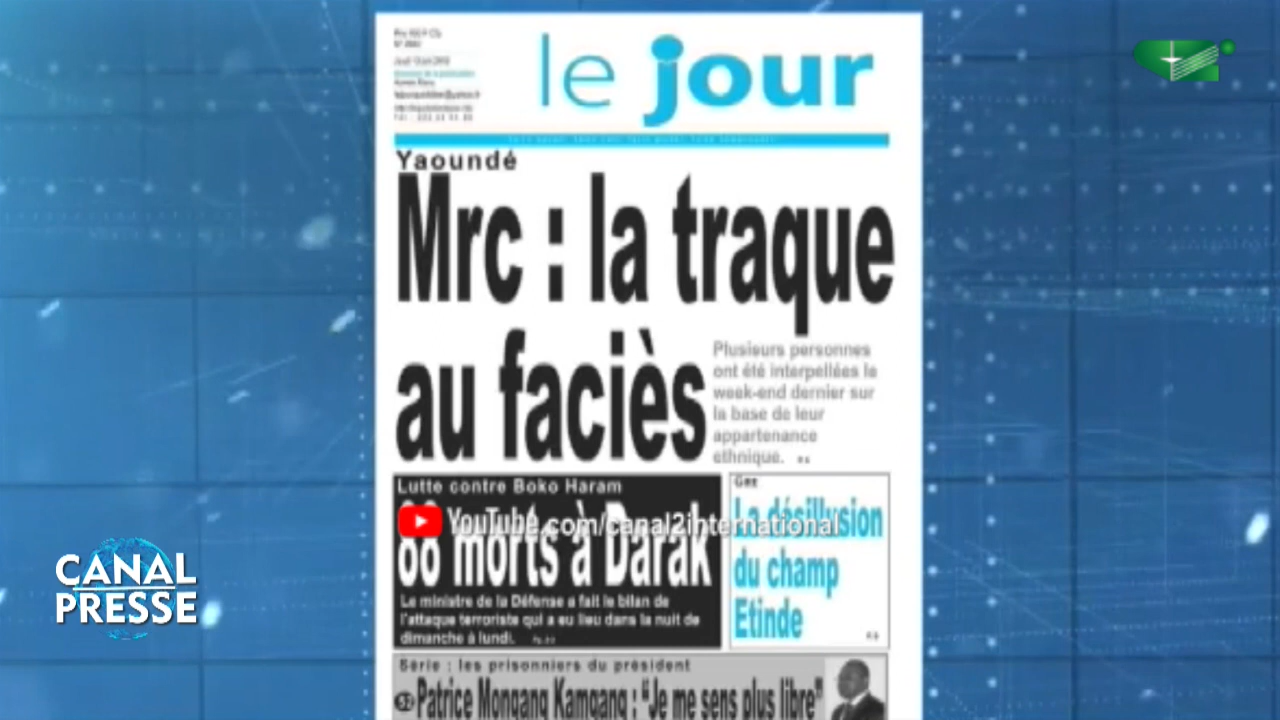 le jour
Yaoundé
Mrc : la traque
au faciès
Plusieurs personnes
ont été interpellées le
week-end dernier sur
la base de leur
appartenance
ethnique.
Lutte contre Boko Haram
88 morts à Darak
Le ministre de la Défense a fait le bilan de
l'attaque terroriste qui a eu lieu dans la nuit de
dimanche à lundi.
Gaz
La désillusion
du champ
Etinde
YouTube.com/canal2international
Série : les prisonniers du président
Patrice Mongang Kamgang : "Je me sens plus libre"
CANAL
PRESSE